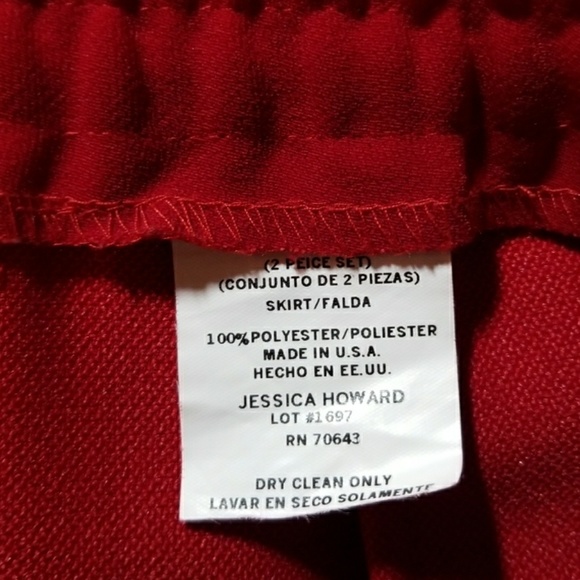 (2 PEICE SET)
(CONJUNTO DE 2 PIEZAS)
SKIRT/FALDA
100%POLYESTER/POLIESTER
MADE IN U.S.A.
HECHO EN EE.UU.
JESSICA HOWARD
LOT #1697
RN 70643
DRY CLEAN ONLY
LAVAR EN SECO SOLAMENTE